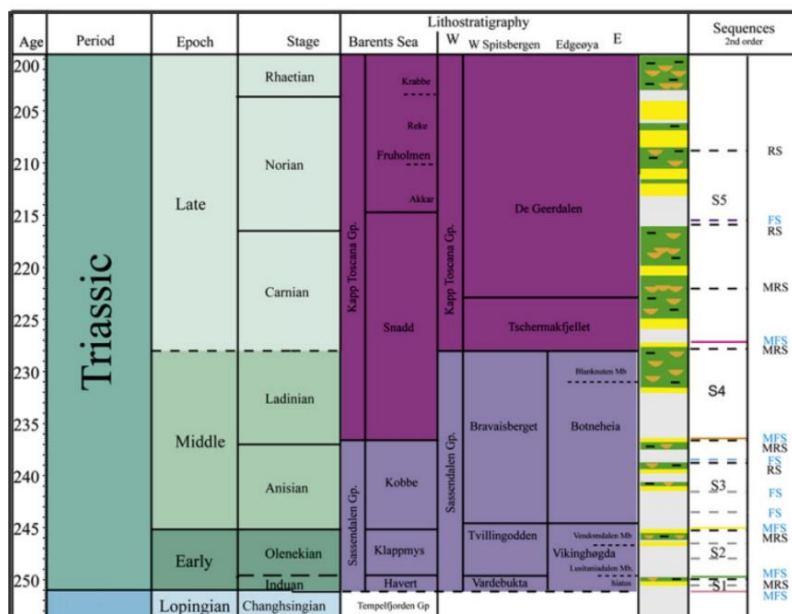 Lithostratigraphy
Sequences
2nd order
Age
Period
Epoch
Stage
Barents Sea
W
W Spitsbergen
Edgeøya
E
200
205
210
215
220
225
230
235
240
245
250
Triassic
Late
Middle
Early
Lopingian
Rhaetian
Norian
Carnian
Ladinian
Anisian
Olenekian
Induan
Changhsingian
Kapp Toscana Gp.
Sassendalen Gp.
Krabbe
Reke
Fruholmen
Akkar
Snadd
Kobbe
Klappmys
Havert
Tempelfjorden Gp
Kapp Toscana Gp.
Sassendalen Gp.
De Geerdalen
Tschermakfjellet
Bravaisberget
Tvillingodden
Vardebukta
Blanknuten Mb
Botneheia
Vendomdalen Mb
Vikinghøgda
Lusitaniadalen Mb.
hiatus
S5
S4
S3
S2
S1
RS
FS
RS
MRS
MFS
MRS
MFS
MRS
FS
RS
FS
FS
MFS
MRS
MFS
MRS
MFS